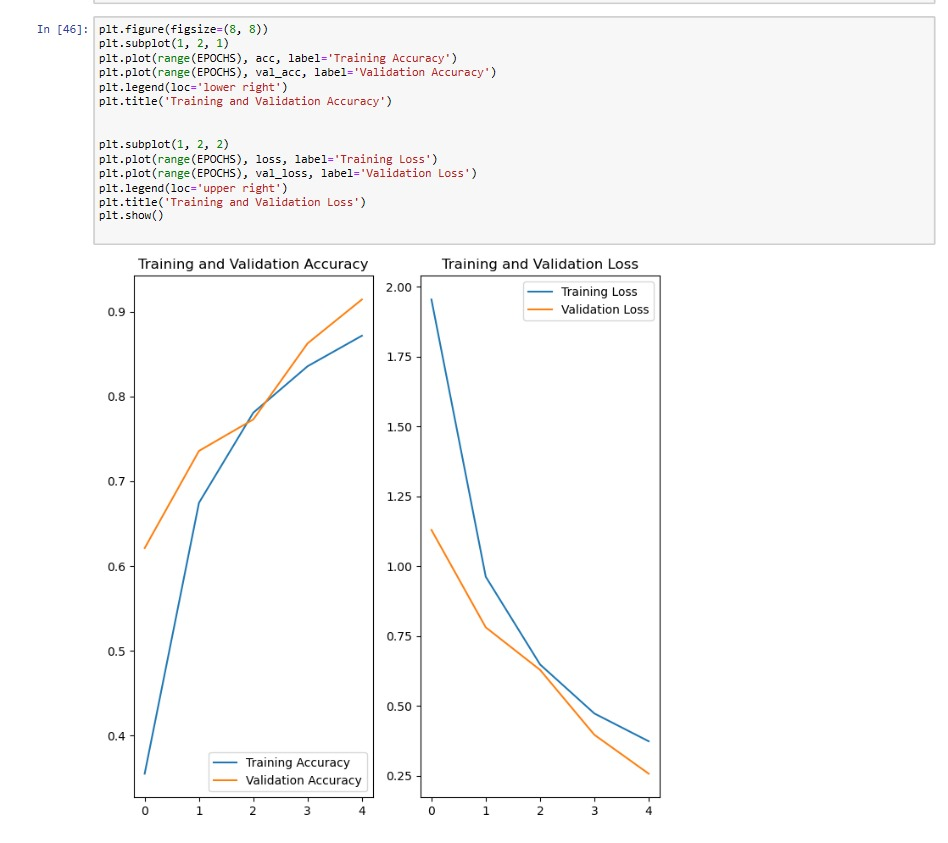 In [46]:
plt.figure(figsize=(8, 8))
plt.subplot(1, 2, 1)
plt.plot(range(EPOCHS), acc, label='Training Accuracy')
plt.plot(range(EPOCHS), val_acc, label='Validation Accuracy')
plt.legend(loc='lower right')
plt.title('Training and Validation Accuracy')
plt.subplot(1, 2, 2)
plt.plot(range(EPOCHS), loss, label='Training Loss')
plt.plot(range(EPOCHS), val_loss, label='Validation Loss')
plt.legend(loc='upper right')
plt.title('Training and Validation Loss')
plt.show()
Training and Validation Accuracy
0.9
0.8
0.7
0.6
0.5
0.4
Training Accuracy
Validation Accuracy
0 1 2 3 4
Training and Validation Loss
2.00
1.75
1.50
1.25
1.00
0.75
0.50
0.25
Training Loss
Validation Loss
0 1 2 3 4